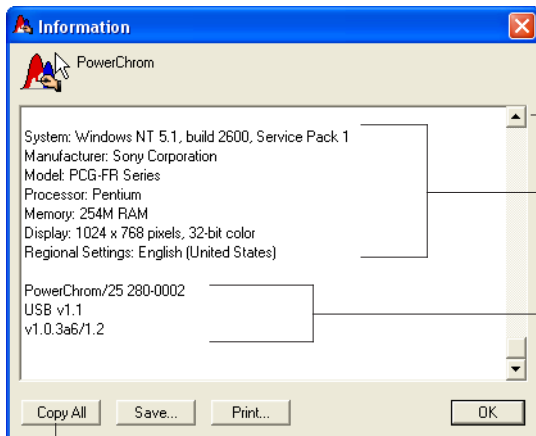 Information
PowerChrom
System: Windows NT 5.1, build 2600, Service Pack 1
Manufacturer: Sony Corporation
Model: PCG-FR Series
Processor: Pentium
Memory: 254M RAM
Display: 1024 x 768 pixels, 32-bit color
Regional Settings: English (United States)
PowerChrom/25 280-0002
USB v1.1
v1.0.3a6/1.2
Copy All Save... Print... OK